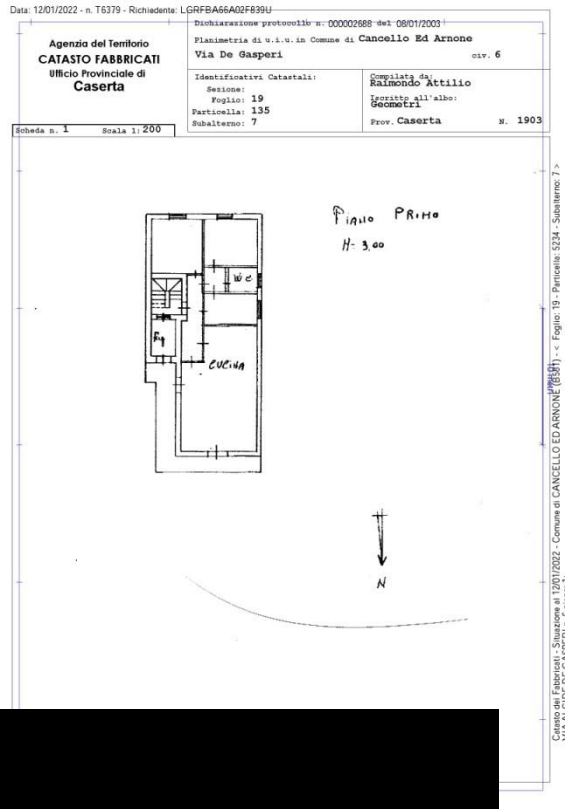 Data: 12/01/2022 - n. T6379 - Richiedente: LGRFBA66A02F839U
Agenzia del Territorio
CATASTO FABBRICATI
Ufficio Provinciale di
Caserta
Dichiarazione protocollo n. 000002688 del 08/01/2003
Planimetria di u.i.u. in Comune di Cancello Ed Arnone
Via De Gasperi civ. 6
Identificativi Catastali:
Sezione:
Foglio: 19
Particella: 135
Subalterno: 7
Compilata da:
Raimondo Attilio
Iscritto all'albo:
Geometri
Prov. Caserta N. 1903
Scheda n. 1 Scala 1:200
PIANO PRIMO
H= 3,00
WC
CUCINA
N
Catasto dei Fabbricati - Situazione al 12/01/2022 - Comune di CANCELLO ED ARNONE (B581) - < Foglio: 19 - Particella: 5234 - Subalterno: 7 >